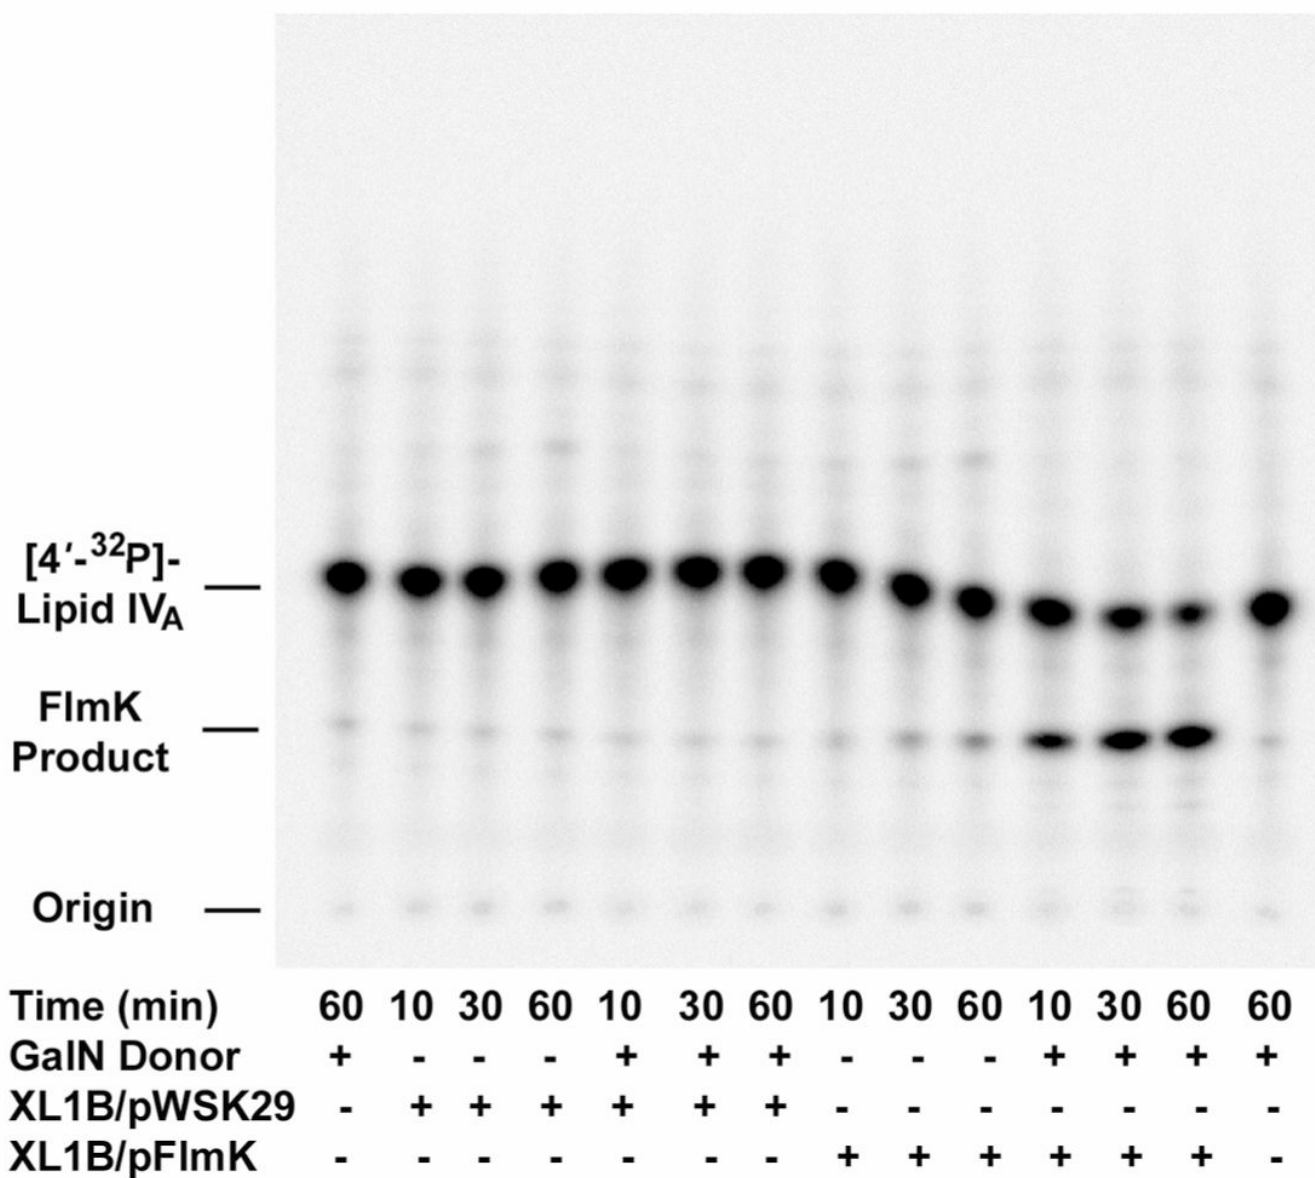 [4′-³²P]-
Lipid IVA
FlmK
Product
Origin
Time (min) 60 10 30 60 10 30 60 10 30 60 10 30 60 60
GalN Donor + - - - + + + - - - + + + +
XL1B/pWSK29 - + + + + + + - - - - - - -
XL1B/pFlmK - - - - - - - + + + + + + -